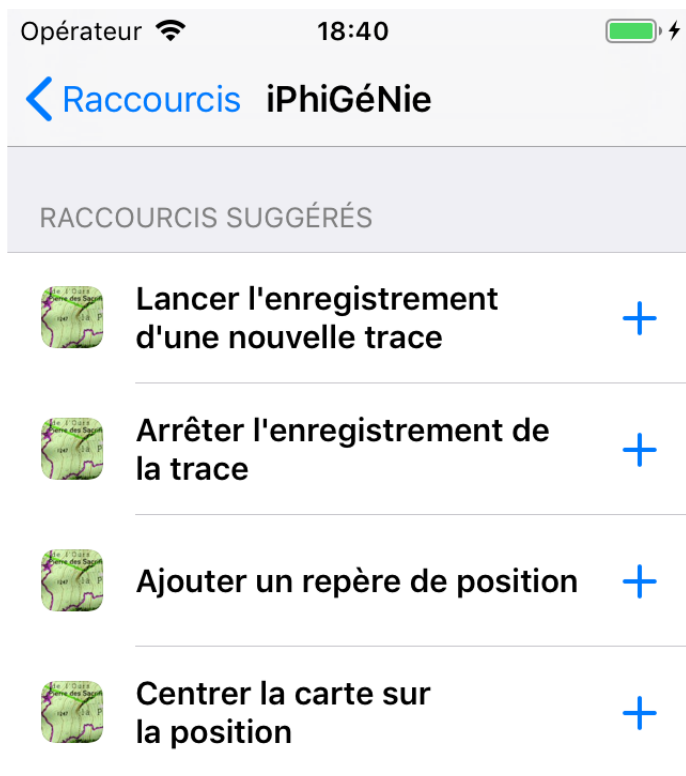 Opérateur 18:40
Raccourcis iPhiGéNie
RACCOURCIS SUGGÉRÉS
Lancer l'enregistrement
d'une nouvelle trace
Arrêter l'enregistrement de
la trace
Ajouter un repère de position
Centrer la carte sur
la position